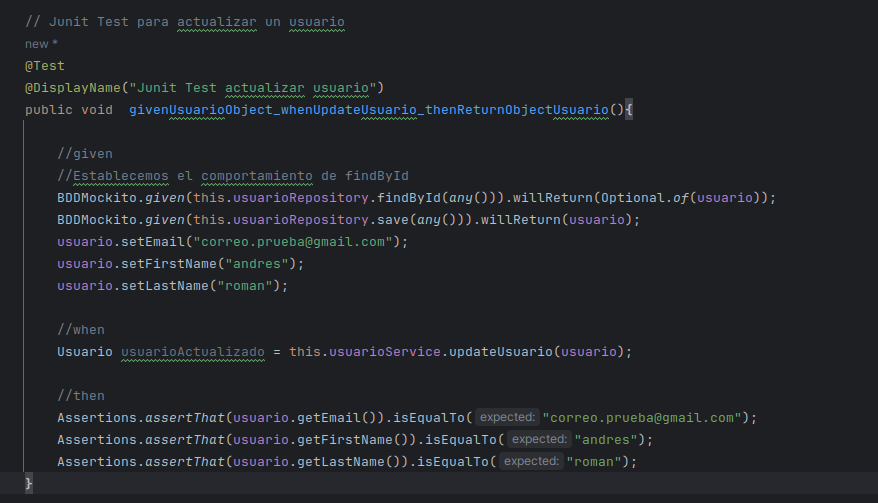 // Junit Test para actualizar un usuario
new *
@Test
@DisplayName("Junit Test actualizar usuario")
public void  givenUsuarioObject_whenUpdateUsuario_thenReturnObjectUsuario(){
//given
//Establecemos el comportamiento de findById
BDDMockito.given(this.usuarioRepository.findById(any())).willReturn(Optional.of(usuario));
BDDMockito.given(this.usuarioRepository.save(any())).willReturn(usuario);
usuario.setEmail("correo.prueba@gmail.com");
usuario.setFirstName("andres");
usuario.setLastName("roman");
//when
Usuario usuarioActualizado = this.usuarioService.updateUsuario(usuario);
//then
Assertions.assertThat(usuario.getEmail()).isEqualTo( expected: "correo.prueba@gmail.com");
Assertions.assertThat(usuario.getFirstName()).isEqualTo( expected: "andres");
Assertions.assertThat(usuario.getLastName()).isEqualTo( expected: "roman");
}